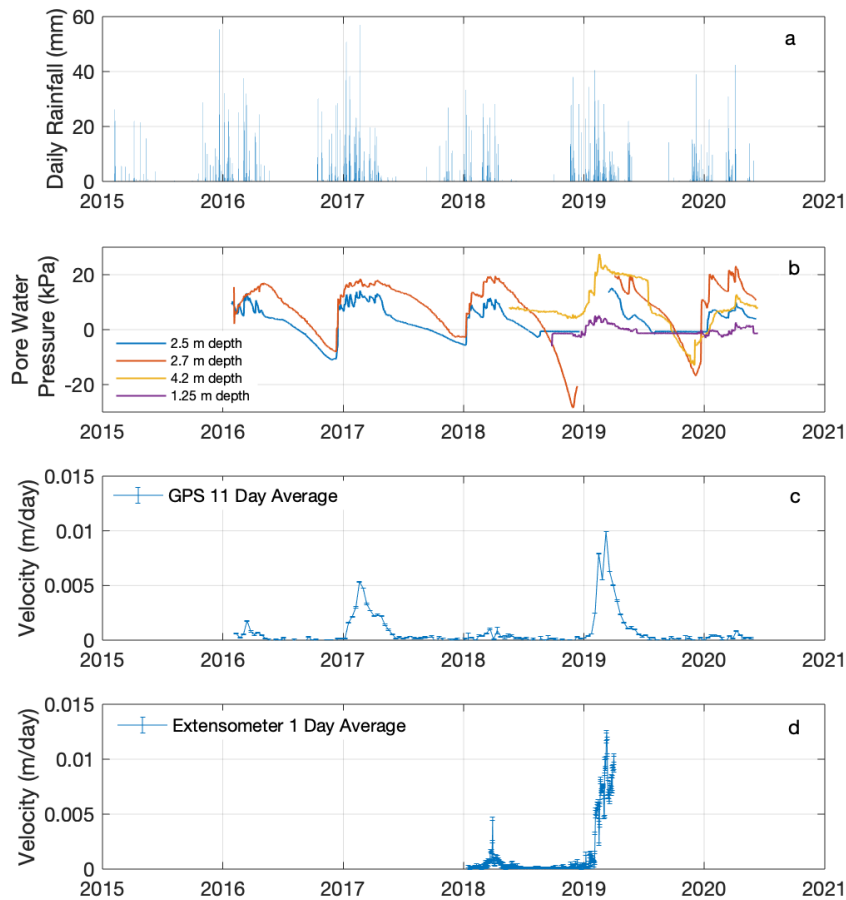 a
Daily Rainfall (mm)
60
40
20
0
2015 2016 2017 2018 2019 2020 2021
b
Pore Water
Pressure (kPa)
20
0
-20
2.5 m depth
2.7 m depth
4.2 m depth
1.25 m depth
2015 2016 2017 2018 2019 2020 2021
c
Velocity (m/day)
0.015
0.01
0.005
0
GPS 11 Day Average
2015 2016 2017 2018 2019 2020 2021
d
Velocity (m/day)
0.015
0.01
0.005
0
Extensometer 1 Day Average
2015 2016 2017 2018 2019 2020 2021